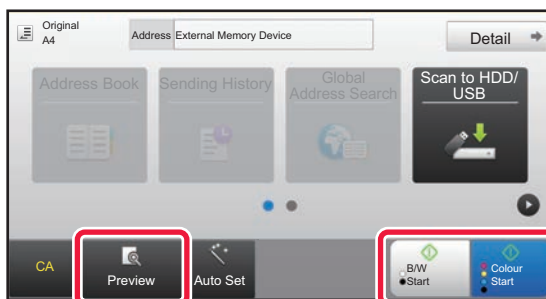 Original
A4
Address External Memory Device
Detail
Address Book
Sending History
Global
Address Search
Scan to HDD/
USB
CA
Preview
Auto Set
B/W
Start
Colour
Start